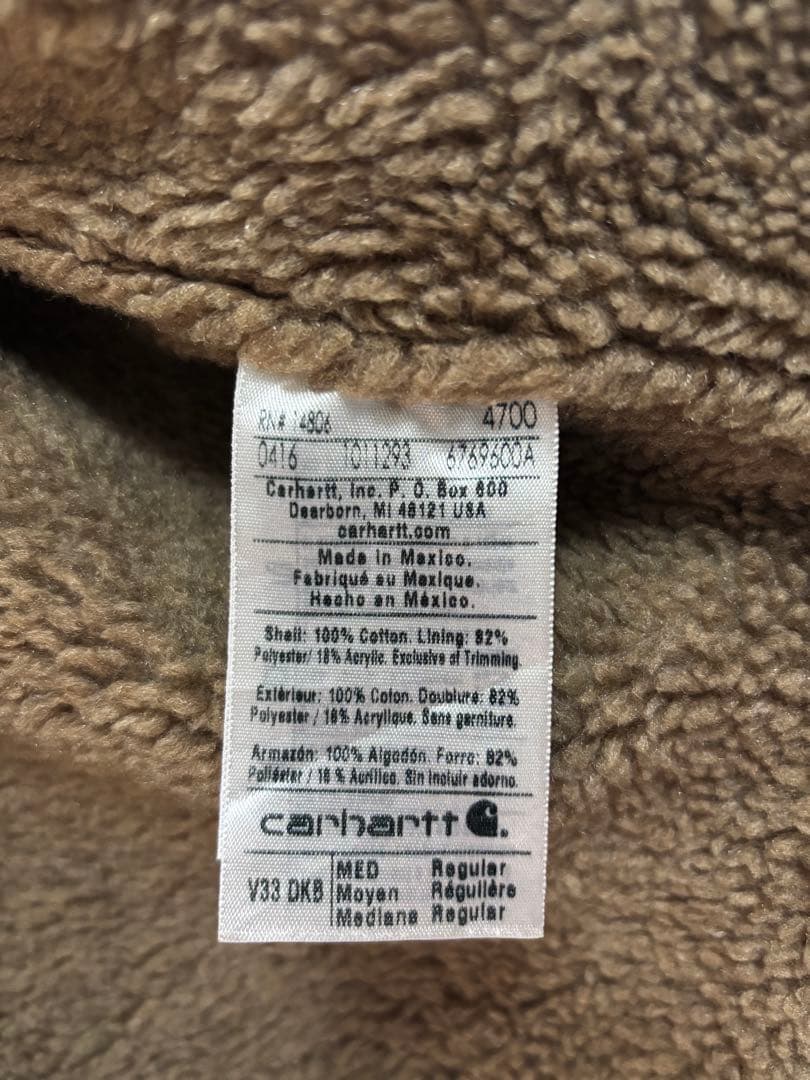 RN# 14806 4700
0416 1011293 6769600A
Carhartt, Inc. P. O. Box 600
Dearborn, MI 48121 USA
carhartt.com
Made in Mexico.
Fabriqué au Mexique.
Hecho en México.
Shell: 100% Cotton. Lining: 82%
Polyester/ 18% Acrylic. Exclusive of Trimming.
Extérieur: 100% Coton. Doublure: 82%
Polyester / 18% Acrylique. Sans garniture.
Armazón: 100% Algodón. Forro: 82%
Poliéster / 18 % Acrílico. Sin incluir adorno.
carhartt
V33 DKB
MED Regular
Moyen Régulière
Mediana Regular